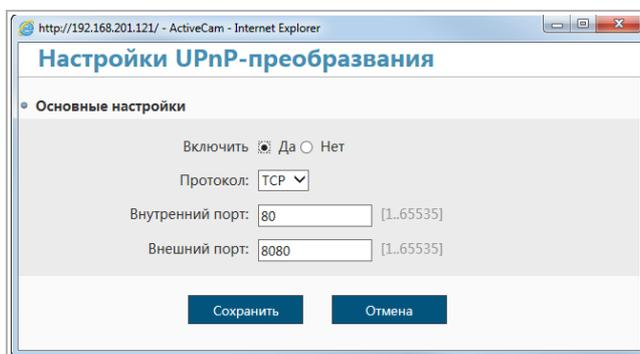 http://192.168.201.121/ - ActiveCam - Internet Explorer
Настройки UPnP-преобразвания
Основные настройки
Включить Да Нет
Протокол: TCP
Внутренний порт: 80 [1..65535]
Внешний порт: 8080 [1..65535]
Сохранить Отмена